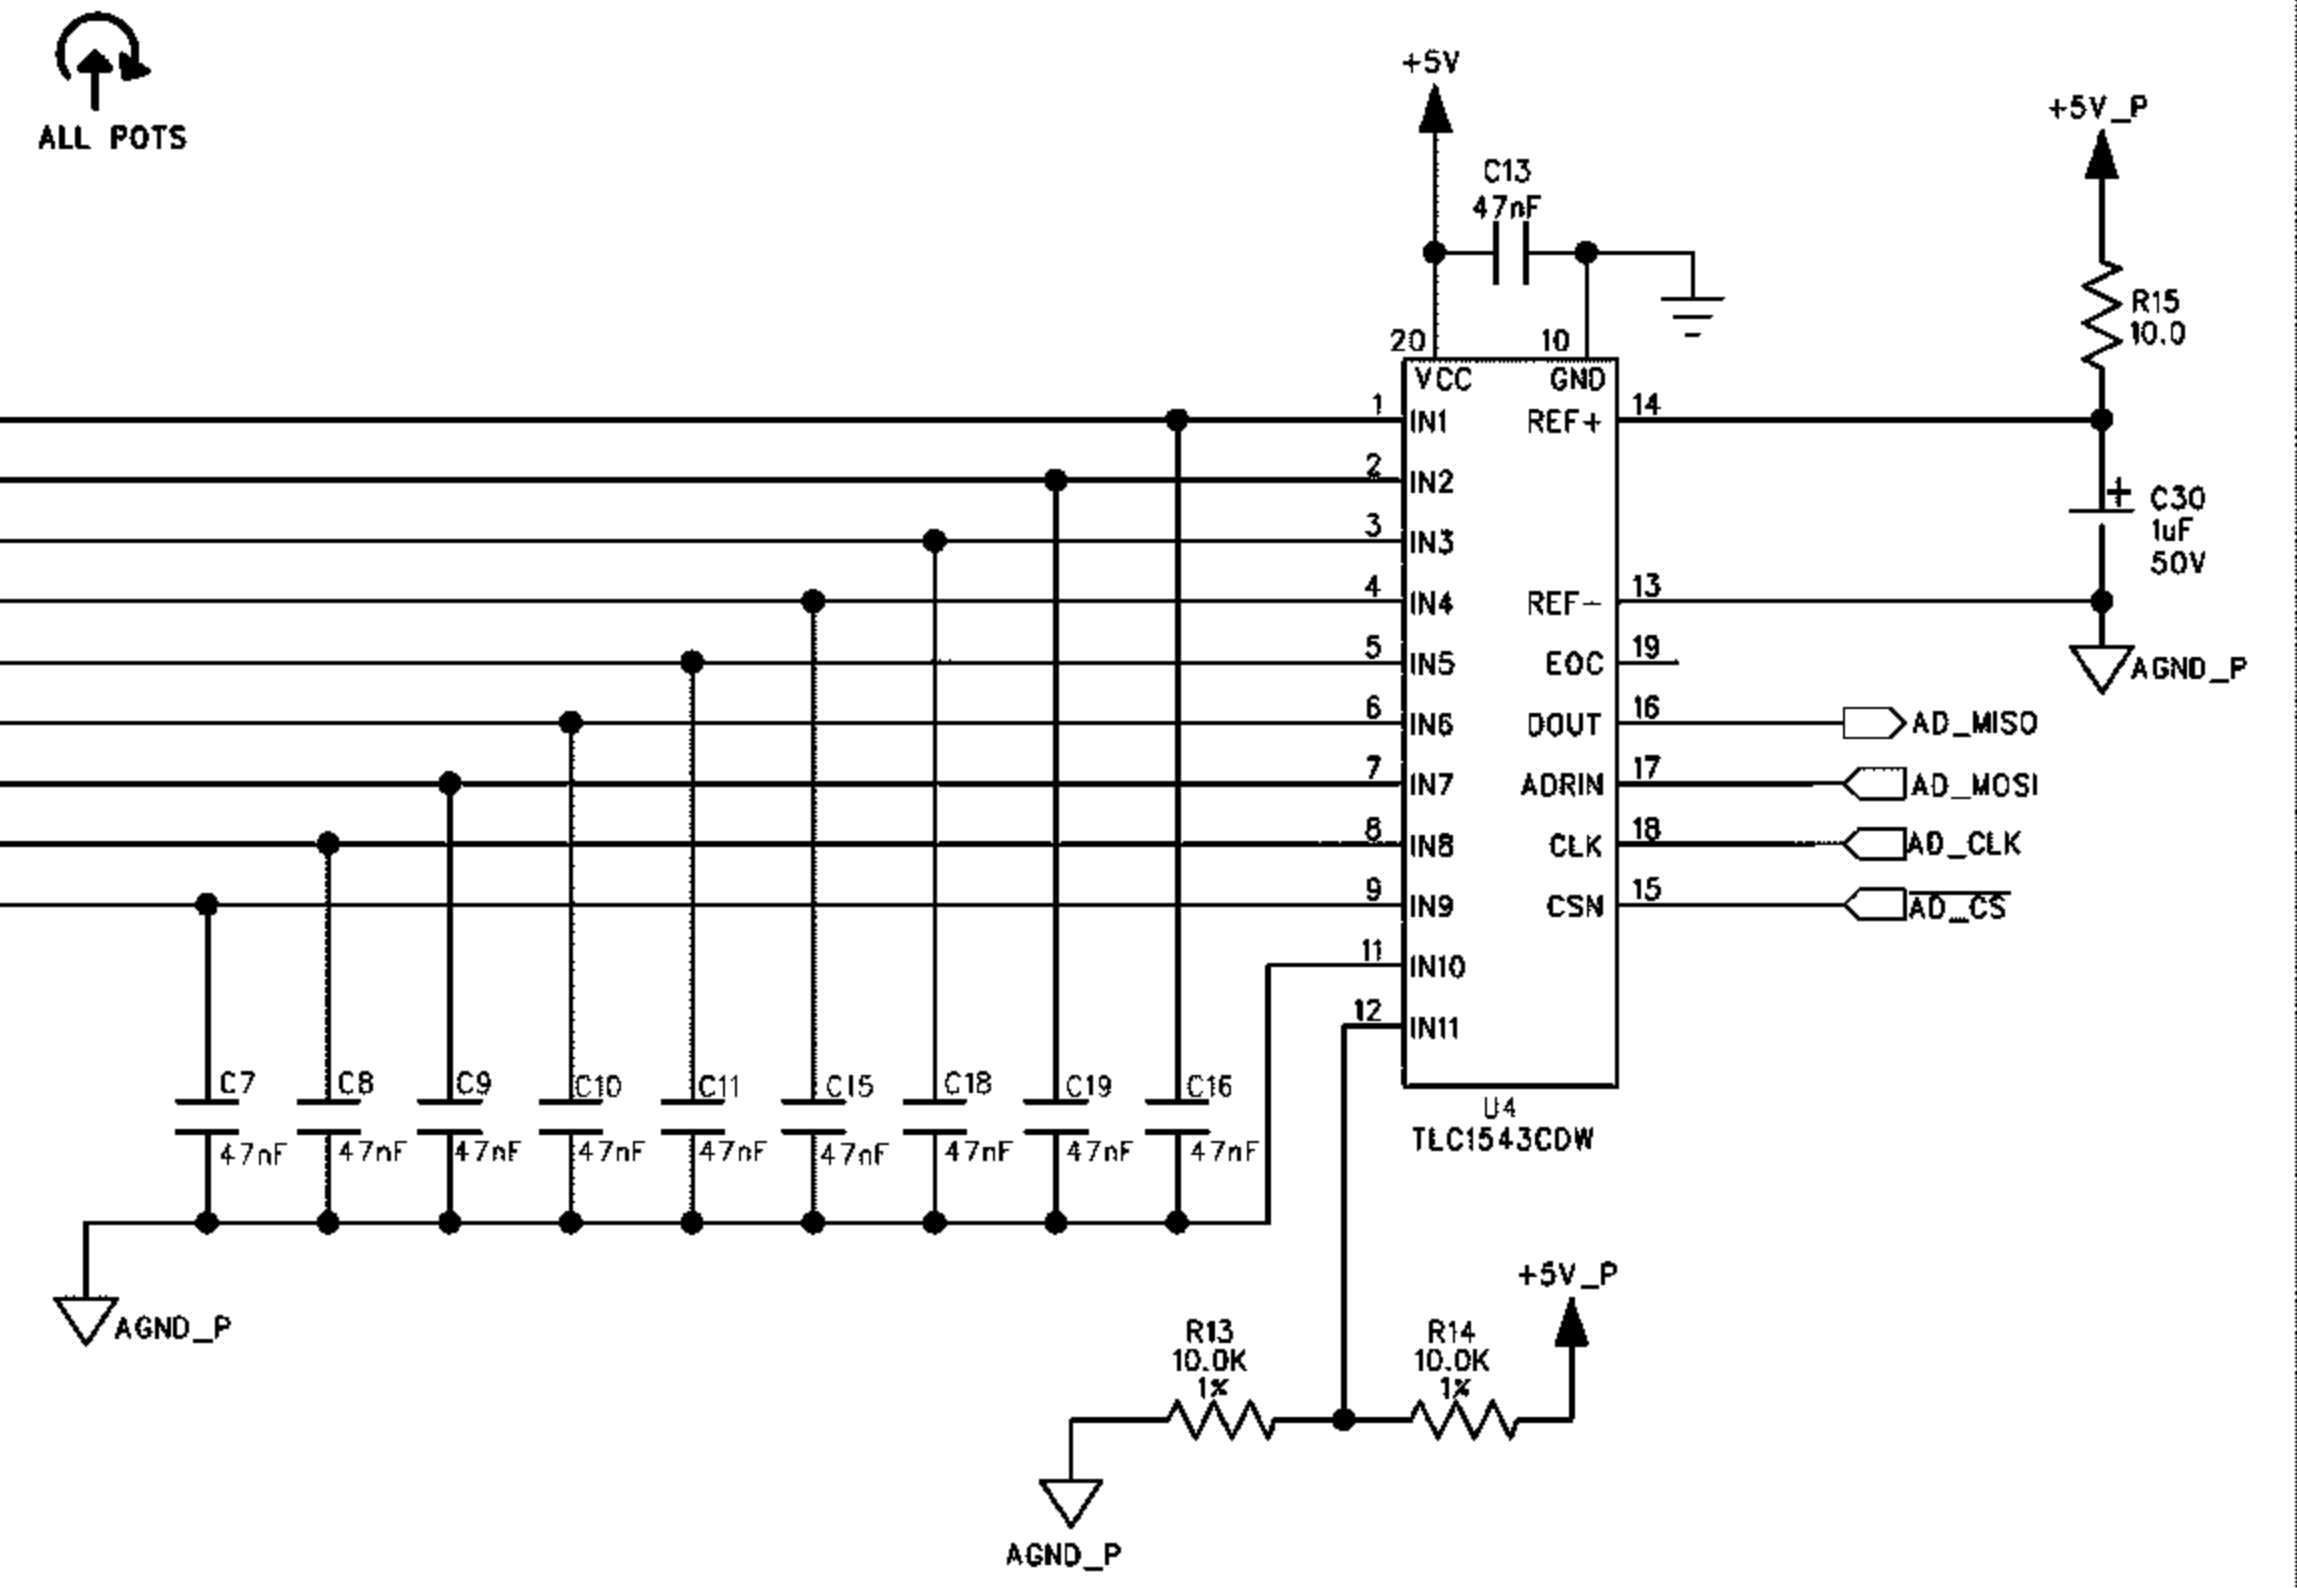 ALL POTS
+5V
+5V_P
C13
47nF
R15
10.0
20
10
VCC
GND
1
IN1
REF+
14
2
IN2
3
IN3
C30
1uF
50V
4
IN4
REF-
13
5
IN5
EOC
19
AGND_P
6
IN6
DOUT
16
AD_MISO
7
IN7
ADRIN
17
AD_MOSI
8
IN8
CLK
18
AD_CLK
9
IN9
CSN
15
AD_CS
11
IN10
12
IN11
C7
C8
C9
C10
C11
C15
C18
C19
C16
U4
TLC1543CDW
47nF
47nF
47nF
47nF
47nF
47nF
47nF
47nF
47nF
+5V_P
AGND_P
R13
10.0K
1%
R14
10.0K
1%
AGND_P